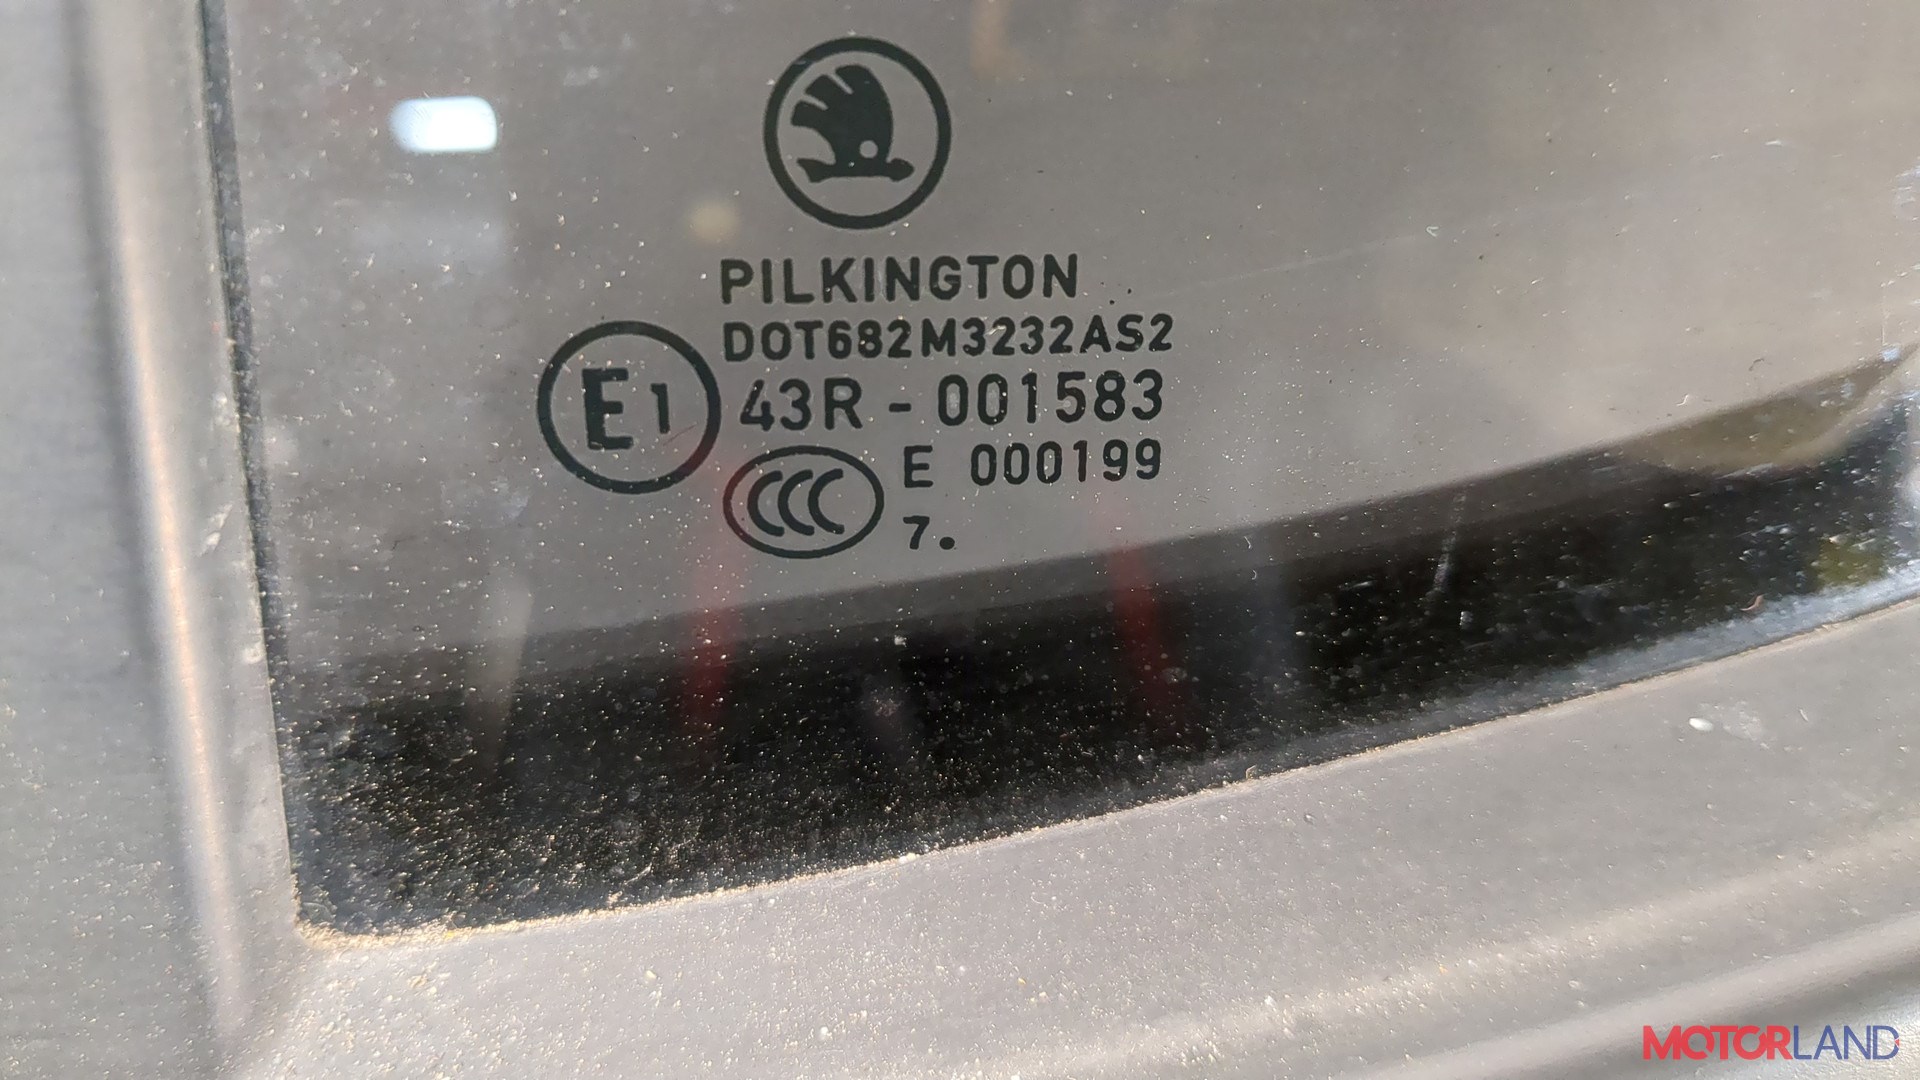 PILKINGTON
DOT682M3232AS2
E1 43R - 001583
CCC E 000199
7.
MOTORLAND